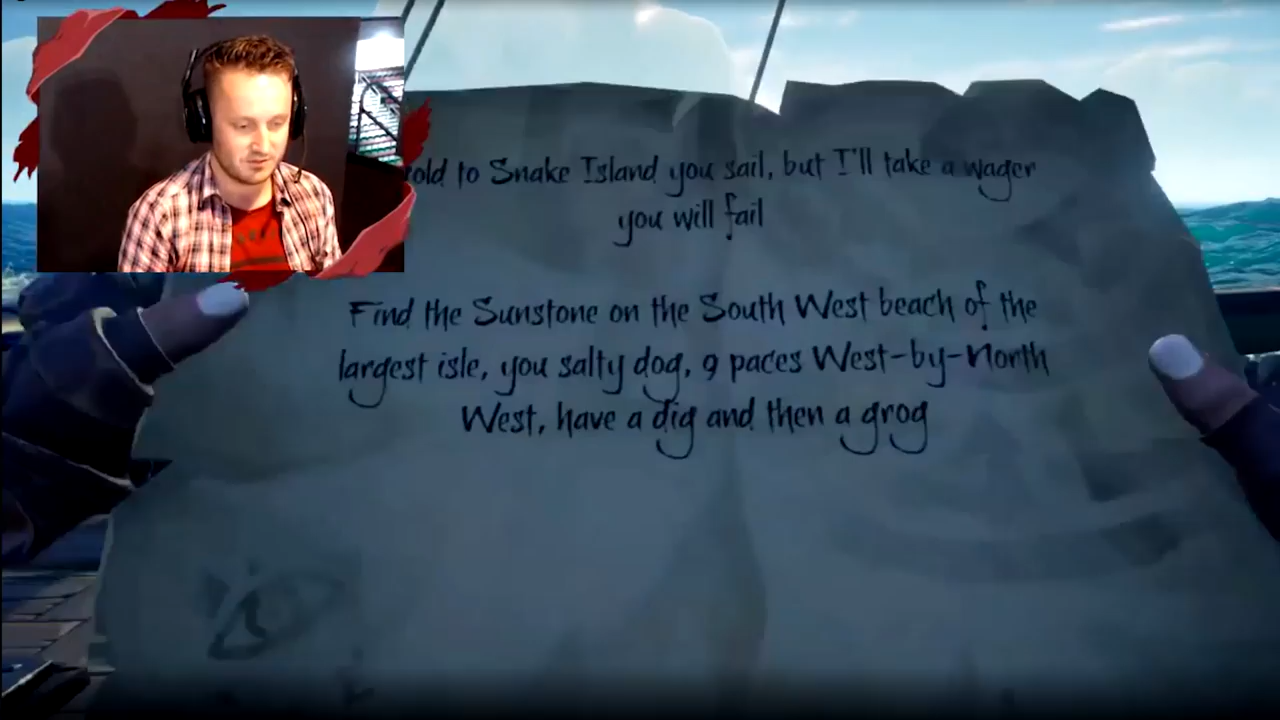 old to Snake Island you sail, but I'll take a wager
you will fail
Find the Sunstone on the South West beach of the
largest isle, you salty dog, 9 paces West-by-North
West, have a dig and then a grog